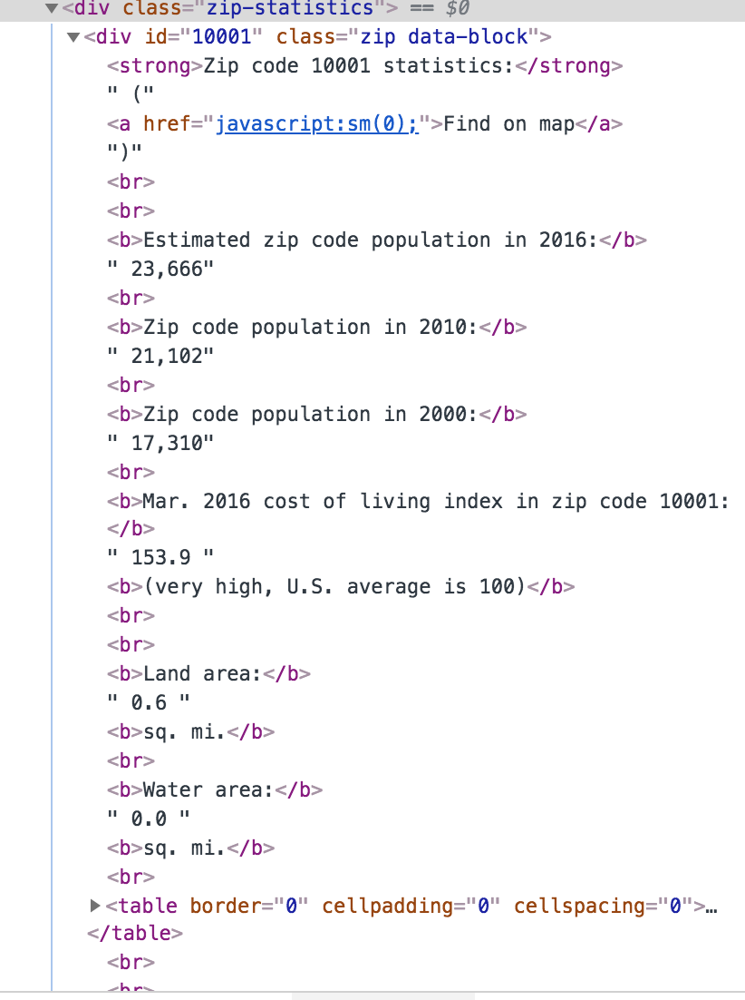 ▼<div class="zip-statistics"> == $0
▼<div id="10001" class="zip data-block">
<strong>Zip code 10001 statistics:</strong>
" ("
<a href="javascript:sm(0);">Find on map</a>
")"
<br>
<br>
<b>Estimated zip code population in 2016:</b>
" 23,666"
<br>
<b>Zip code population in 2010:</b>
" 21,102"
<br>
<b>Zip code population in 2000:</b>
" 17,310"
<br>
<b>Mar. 2016 cost of living index in zip code 10001:
</b>
" 153.9 "
<b>(very high, U.S. average is 100)</b>
<br>
<br>
<b>Land area:</b>
" 0.6 "
<b>sq. mi.</b>
<br>
<b>Water area:</b>
" 0.0 "
<b>sq. mi.</b>
<br>
▶<table border="0" cellpadding="0" cellspacing="0">…
</table>
<br>
<br>